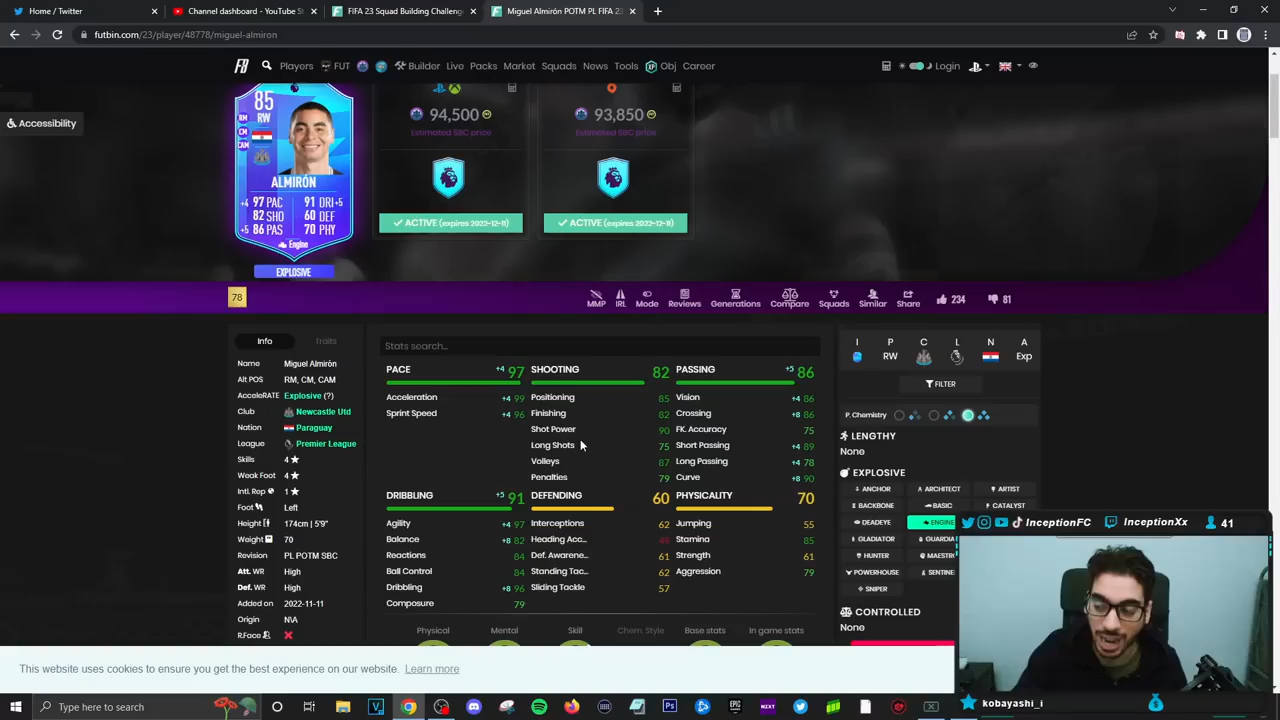 Home / Twitter
Channel dashboard - YouTube St
FIFA 23 Squad Building Challeng
Miguel Almirón POTM PL FIFA 23
futbin.com/23/player/48778/miguel-almiron
Players FUT Builder Live Packs Market Squads News Tools Obj Career Login
Accessibility
85
RW
RM
CM
CAM
ALMIRÓN
+4 97 PAC 91 DRI +5
82 SHO 60 DEF
+5 86 PAS 70 PHY
Engine
EXPLOSIVE
94,500
Estimated SBC price
ACTIVE (expires 2022-12-11)
93,850
Estimated SBC price
ACTIVE (expires 2022-12-11)
78
MMP IRL Mode Reviews Generations Compare Squads Similar Share 234 81
Info Traits
Name Miguel Almirón
Alt POS RM, CM, CAM
AcceleRATE Explosive (?)
Club Newcastle Utd
Nation Paraguay
League Premier League
Skills 4
Weak Foot 4
Intl. Rep 1
Foot Left
Height 174cm | 5'9"
Weight 70
Revision PL POTM SBC
Att. WR High
Def. WR High
Added on 2022-11-11
Origin N\A
R.Face
Stats search...
PACE +4 97
Acceleration +4 99
Sprint Speed +4 96
SHOOTING 82
Positioning 85
Finishing 82
Shot Power 90
Long Shots 75
Volleys 87
Penalties 79
PASSING +5 86
Vision +4 86
Crossing +8 86
FK. Accuracy 75
Short Passing +4 89
Long Passing +4 78
Curve +8 90
DRIBBLING +5 91
Agility +4 97
Balance +8 82
Reactions 84
Ball Control 84
Dribbling +8 96
Composure 79
DEFENDING 60
Interceptions 62
Heading Acc...
Def. Awarene... 61
Standing Tac... 62
Sliding Tackle 57
PHYSICALITY 70
Jumping 55
Stamina 85
Strength 61
Aggression 79
Physical Mental Skill Chem. Style Base stats In game stats
I P C L N A
RW Exp
FILTER
P. Chemistry
LENGTHY
None
EXPLOSIVE
ANCHOR ARCHITECT ARTIST
BACKBONE BASIC CATALYST
DEADEYE ENGINE
GLADIATOR GUARDIA
HUNTER MAESTR
POWERHOUSE SENTINE
SNIPER
CONTROLLED
None
InceptionFC InceptionXx 41
This website uses cookies to ensure you get the best experience on our website. Learn more
kobayashi_i
Type here to search
NZXT